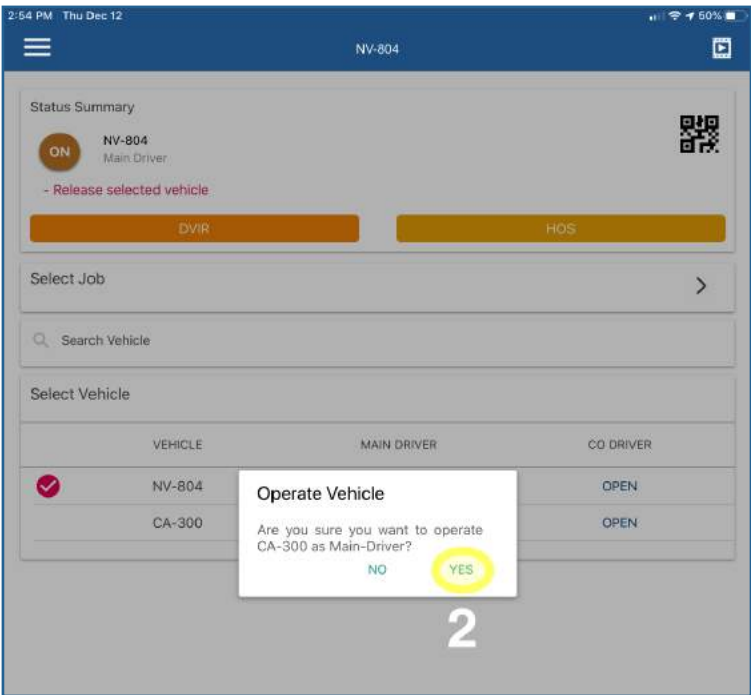 2:54 PM Thu Dec 12 50%
NV-804
Status Summary
ON NV-804
Main Driver
- Release selected vehicle
DVIR HOS
Select Job
Search Vehicle
Select Vehicle
VEHICLE MAIN DRIVER CO DRIVER
NV-804 OPEN
CA-300 OPEN
Operate Vehicle
Are you sure you want to operate
CA-300 as Main-Driver?
NO YES
2